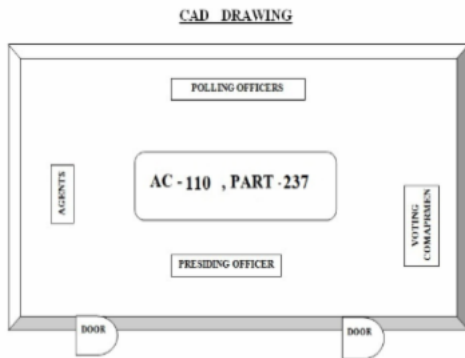 CAD DRAWING
POLLING OFFICERS
AC - 110 , PART - 237
AGENTS
VOTING
COMAPRMEN
PRESIDING OFFICER
DOOR
DOOR